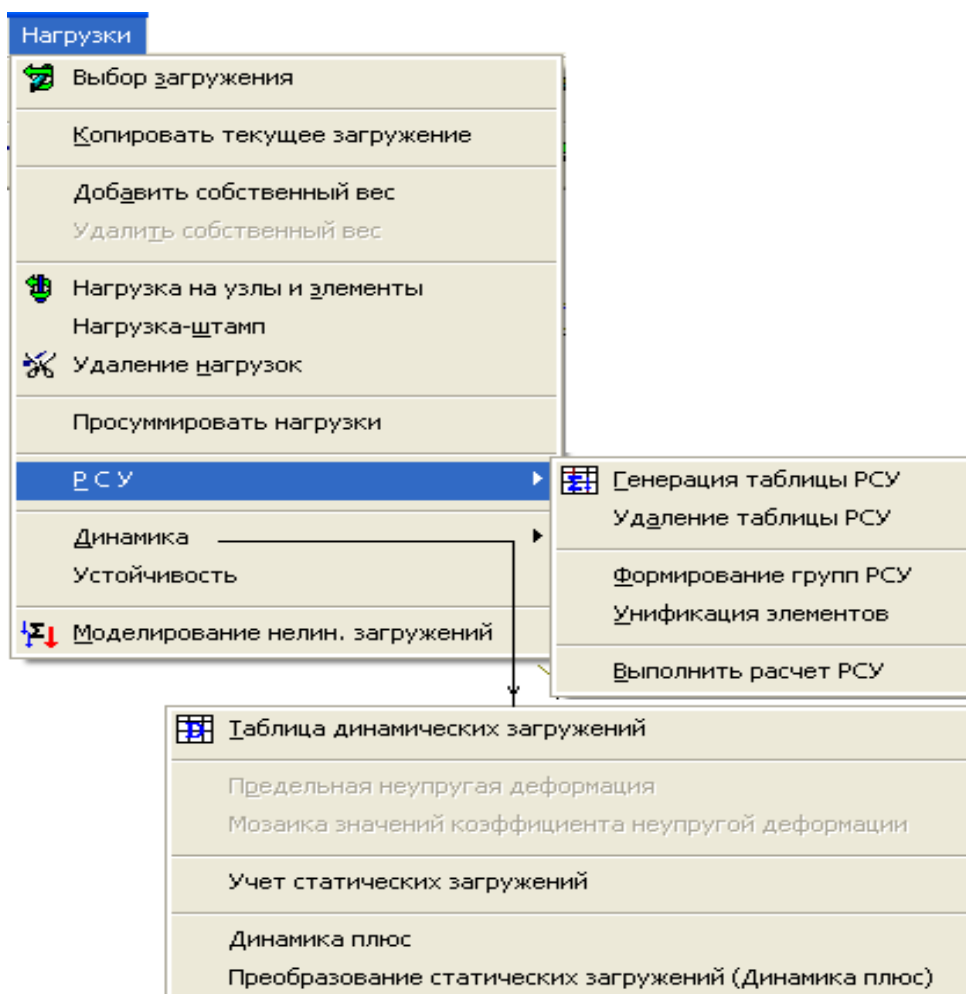 Нагрузки
Выбор загружения
Копировать текущее загружение
Добавить собственный вес
Удалить собственный вес
Нагрузка на узлы и элементы
Нагрузка-штамп
Удаление нагрузок
Просуммировать нагрузки
Р С У
Генерация таблицы РСУ
Удаление таблицы РСУ
Динамика
Формирование групп РСУ
Устойчивость
Унификация элементов
Моделирование нелин. загружений
Выполнить расчет РСУ
Таблица динамических загружений
Предельная неупругая деформация
Мозаика значений коэффициента неупругой деформации
Учет статических загружений
Динамика плюс
Преобразование статических загружений (Динамика плюс)